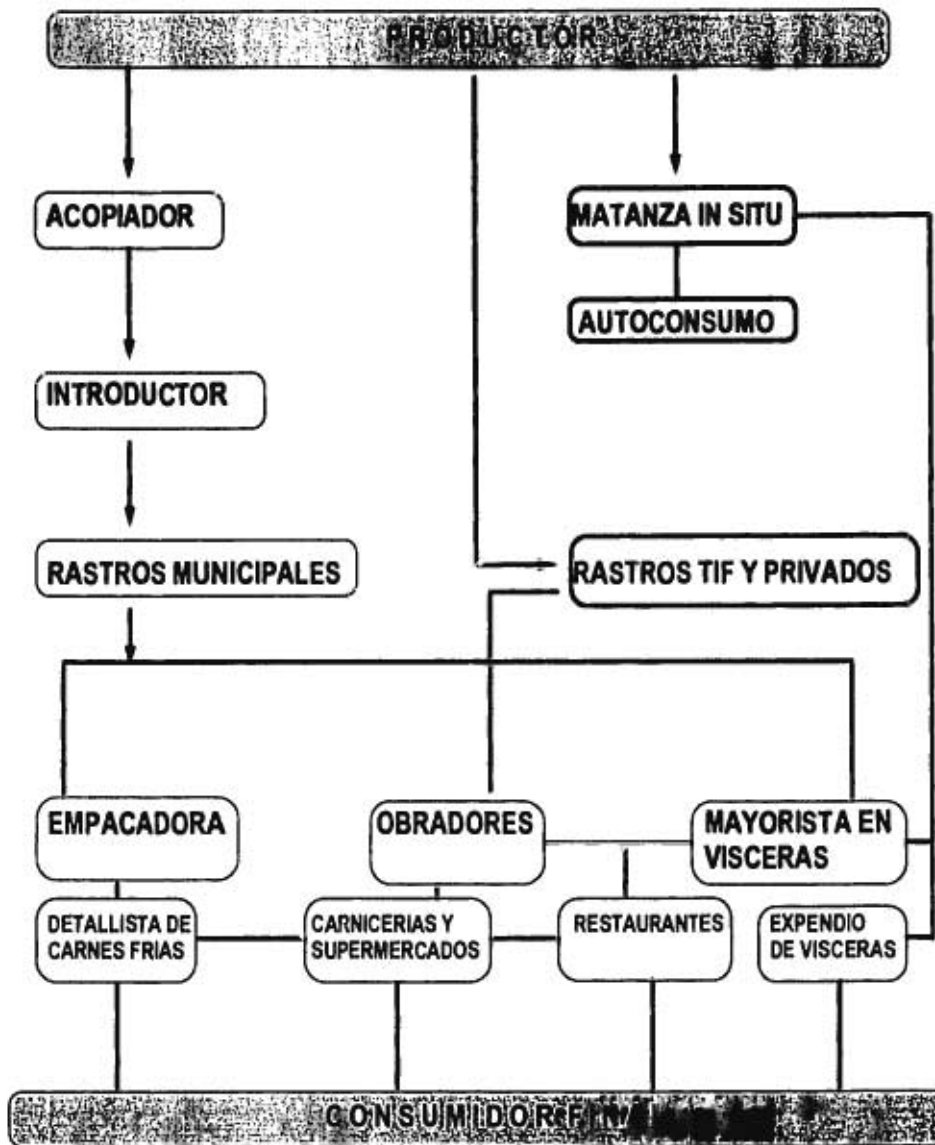 PRODUCTOR
ACOPIADOR
MATANZA IN SITU
AUTOCONSUMO
INTRODUCTOR
RASTROS MUNICIPALES
RASTROS TIF Y PRIVADOS
EMPACADORA
OBRADORES
MAYORISTA EN
VISCERAS
DETALLISTA DE
CARNES FRIAS
CARNICERIAS Y
SUPERMERCADOS
RESTAURANTES
EXPENDIO
DE VISCERAS
CONSUMIDOR